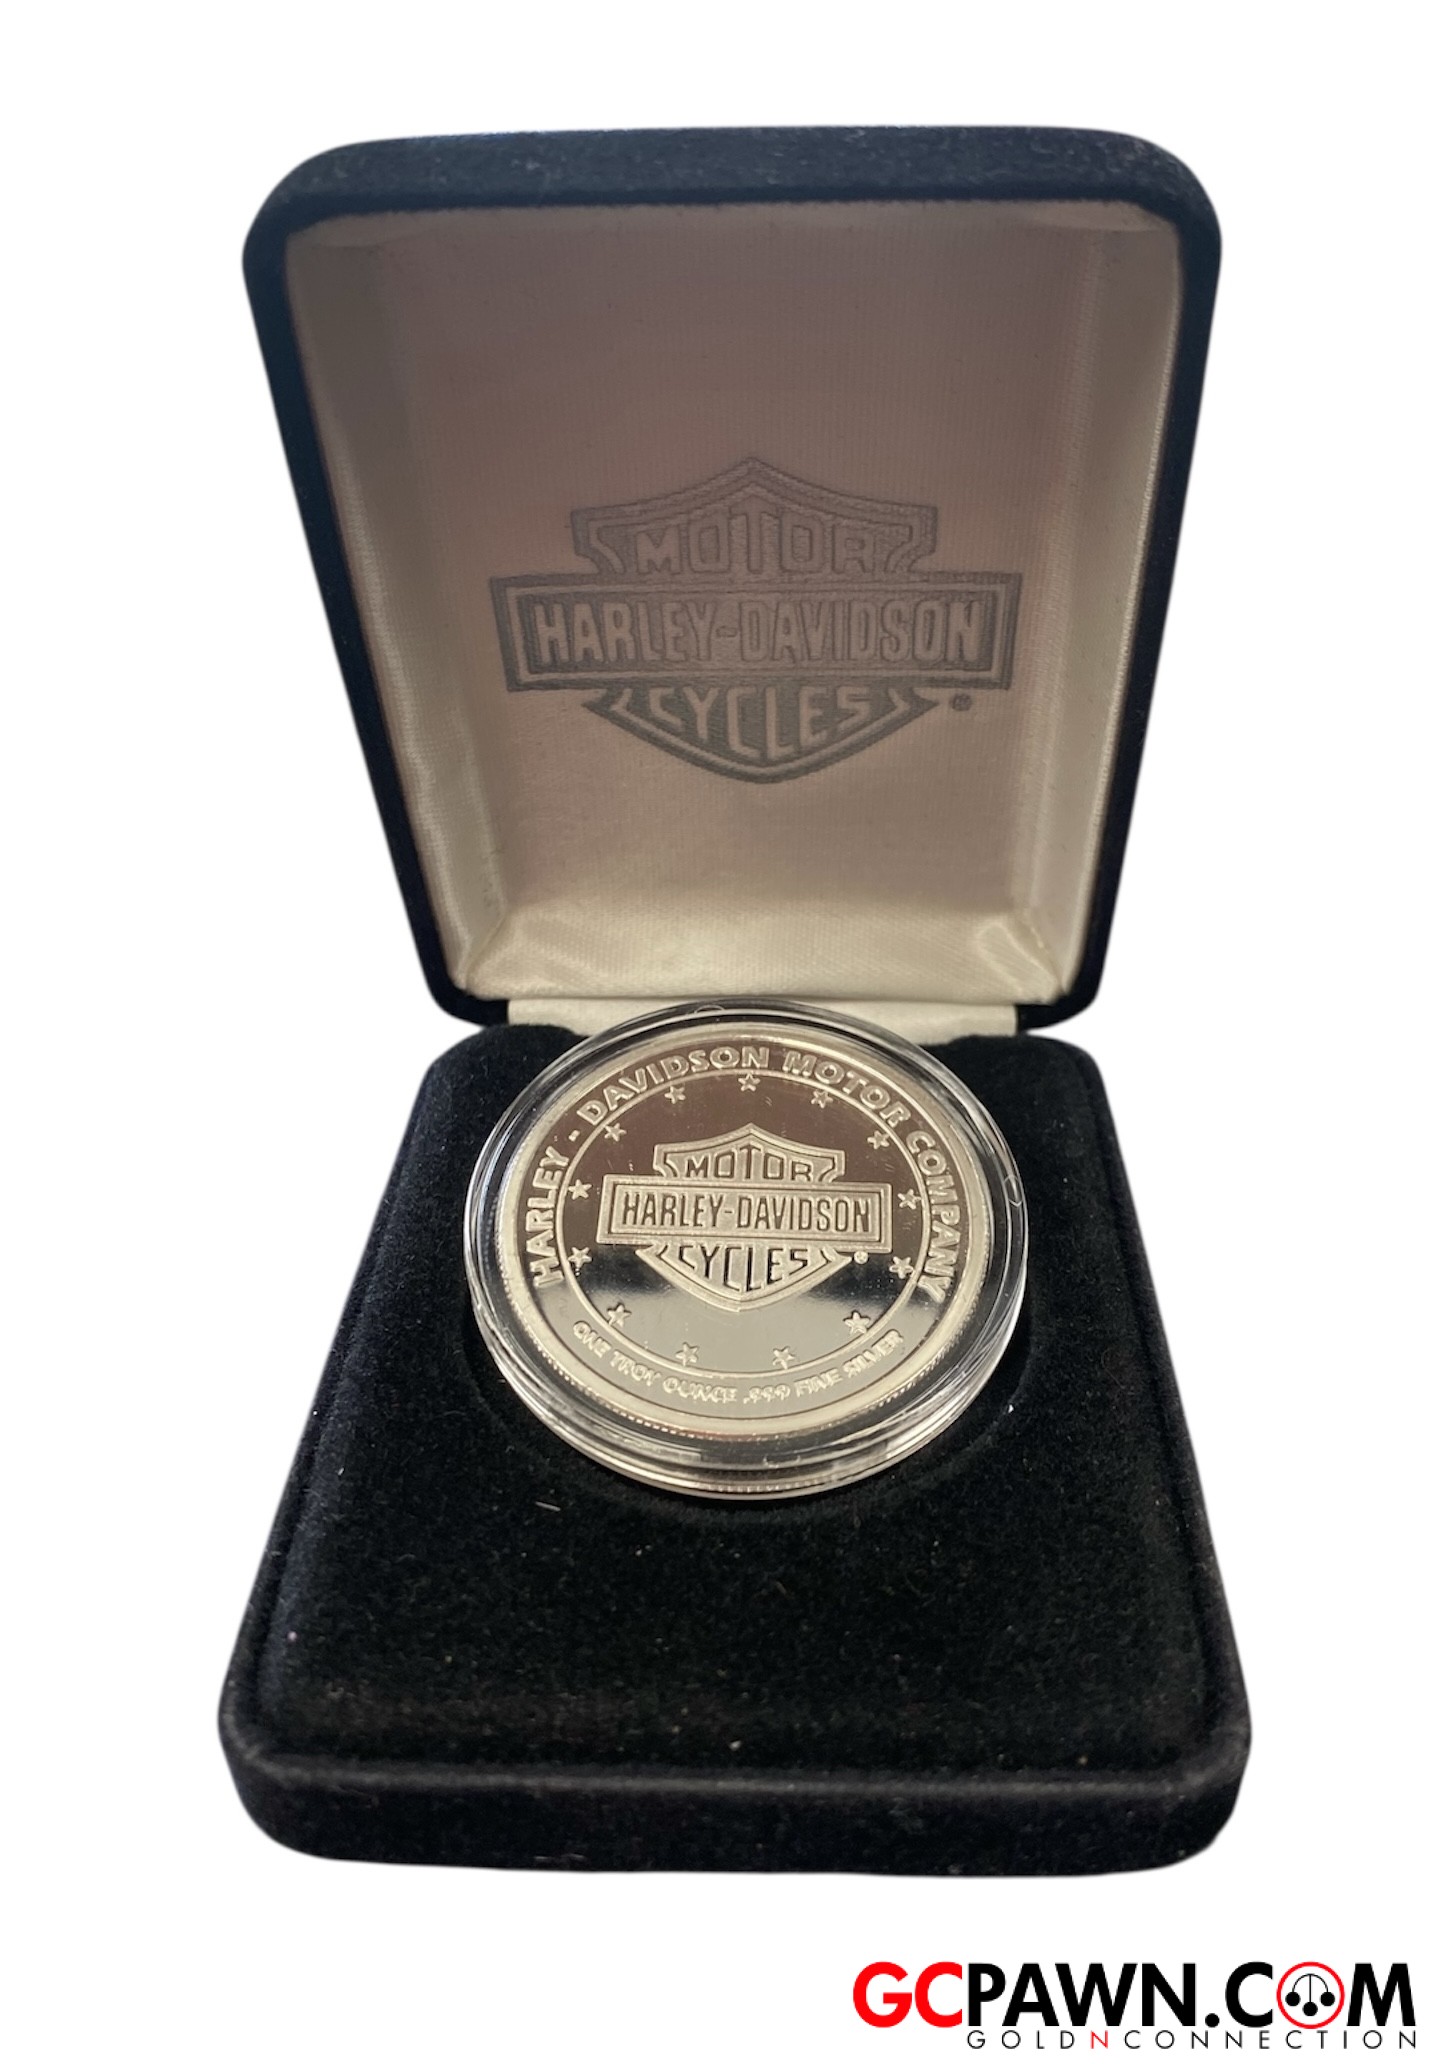 MOTOR
HARLEY-DAVIDSON
CYCLES
®
HARLEY - DAVIDSON MOTOR COMPANY
MOTOR
HARLEY-DAVIDSON
CYCLES
®
ONE TROY OUNCE .999 FINE SILVER
GCPAWN.COM
GOLDNCONNECTION